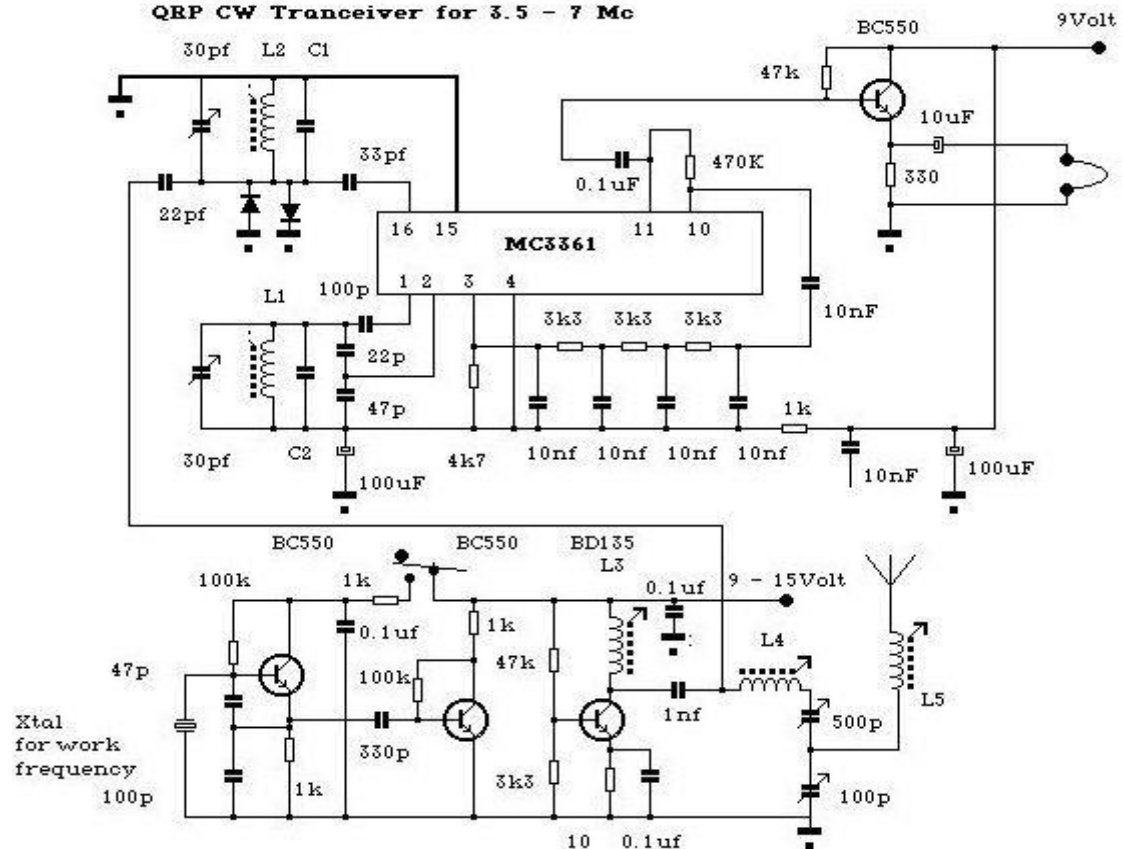 QRP CW Tranceiver for 3.5 - 7 Mc
30pf
L2
C1
BC550
9Volt
47k
10uF
33pf
22pf
0.1uF
470K
330
16
15
11
10
MC3361
1
2
3
4
L1
100p
10nF
3k3
3k3
3k3
22p
47p
1k
30pf
C2
100uF
4k7
10nf
10nf
10nf
10nf
10nF
100uF
BC550
BC550
BD135
L3
100k
1k
0.1uf
9 - 15Volt
0.1uf
1k
L4
47p
100k
47k
L5
1nf
500p
Xtal
for work
frequency
330p
100p
1k
3k3
100p
10
0.1uf